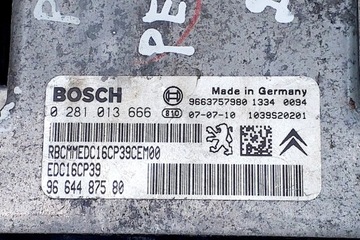 PE
BOSCH
Made in Germany
9663757980 1334 0094
0 281 013 666
810
07-07-10
1039S20201
RBCMMEDC16CP39CEM00
EDC16CP39
96 644 875 80